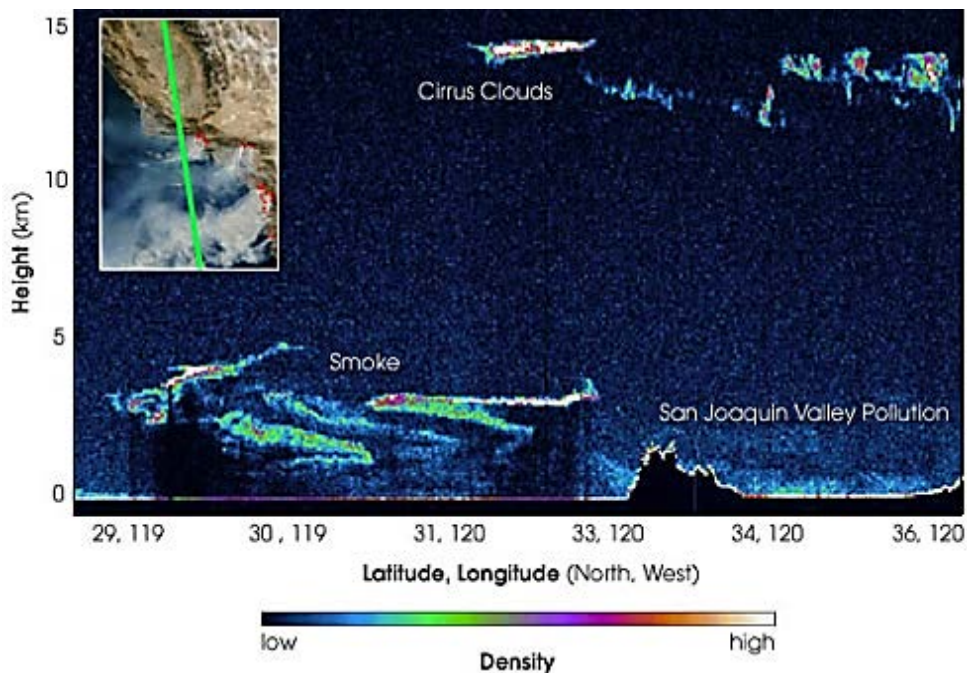 15
Cirrus Clouds
10
Height (km)
5
Smoke
San Joaquin Valley Pollution
0
29, 119 30, 119 31, 120 33, 120 34, 120 36, 120
Latitude, Longitude (North, West)
low high
Density